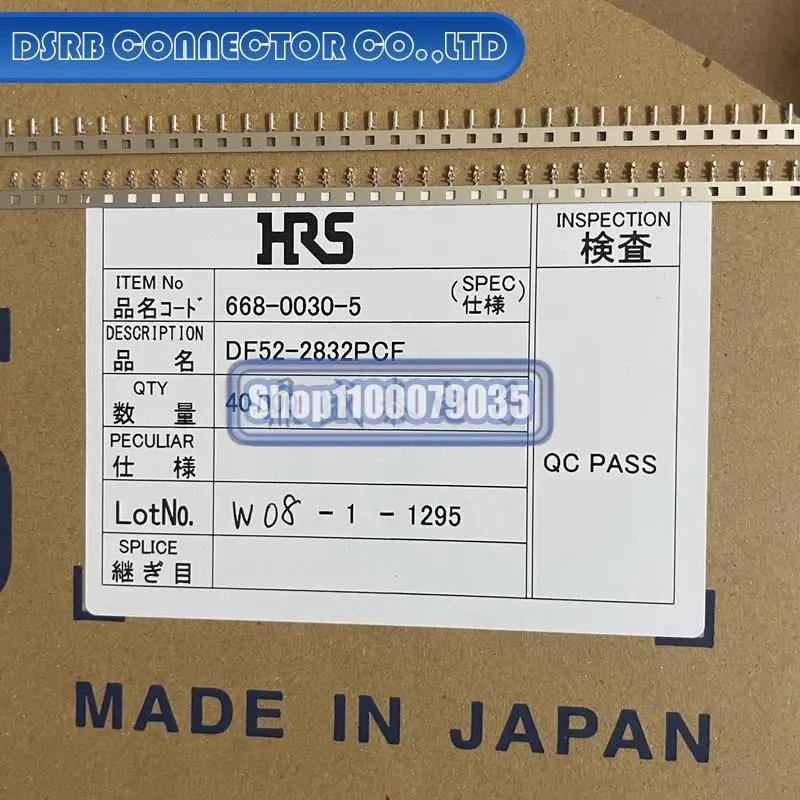 DSRB CONNECTOR CO.,LTD
HRS
INSPECTION
検査
ITEM No
品名コード
668-0030-5
(SPEC)
仕様
DESCRIPTION
品 名
DF52-2832PCF
QTY
数 量
Shop1106079035
PECULIAR
仕 様
QC PASS
LotNo.
W08 - 1 - 1295
SPLICE
継ぎ目
MADE IN JAPAN